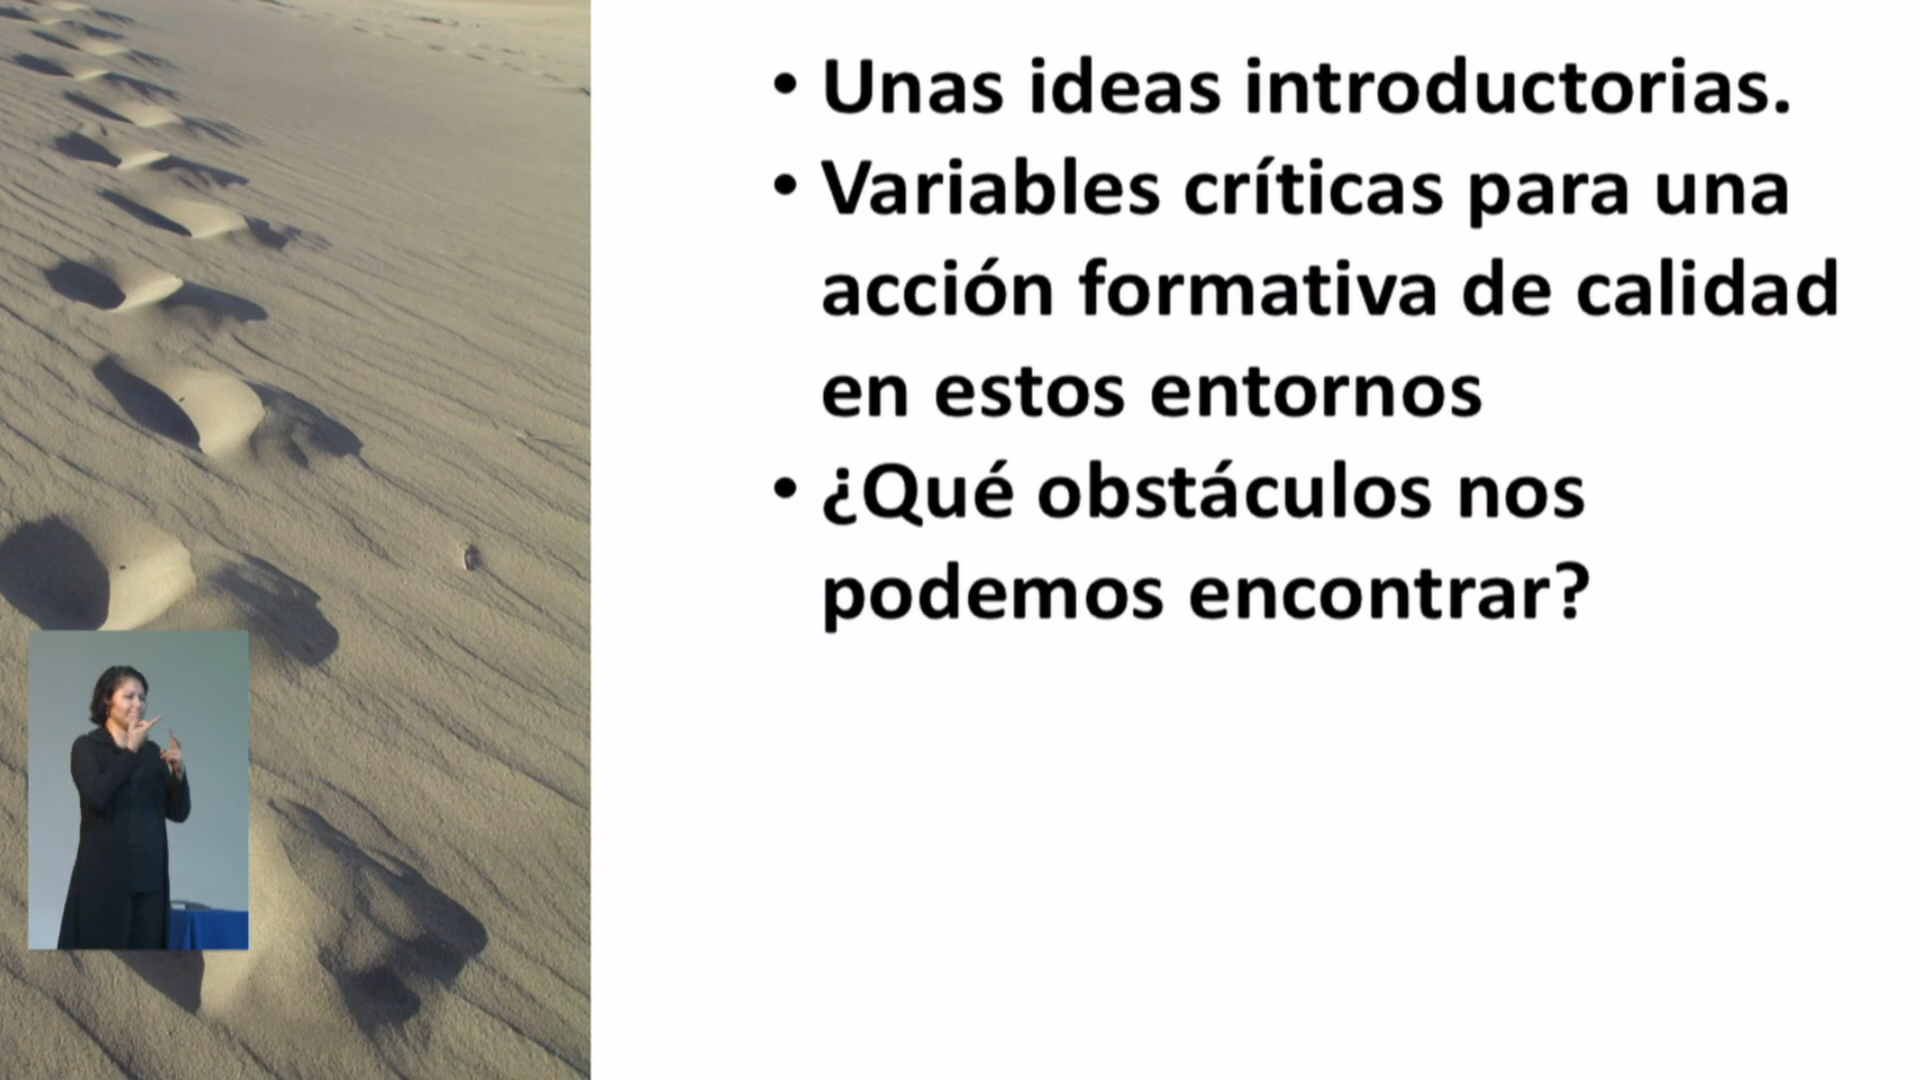 • Unas ideas introductorias.
• Variables críticas para una
acción formativa de calidad
en estos entornos
• ¿Qué obstáculos nos
podemos encontrar?